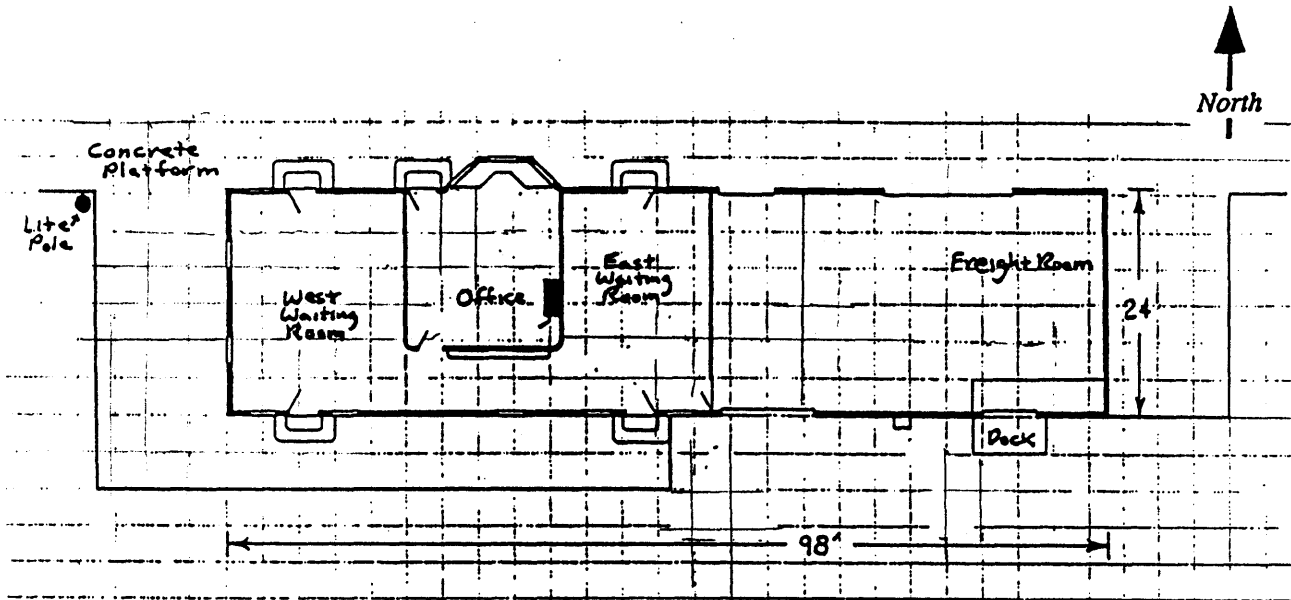 North
Concrete
Platform
Lite
Pole
West
Waiting
Room
Office
East
Waiting
Room
Freight Room
24
Dock
98'